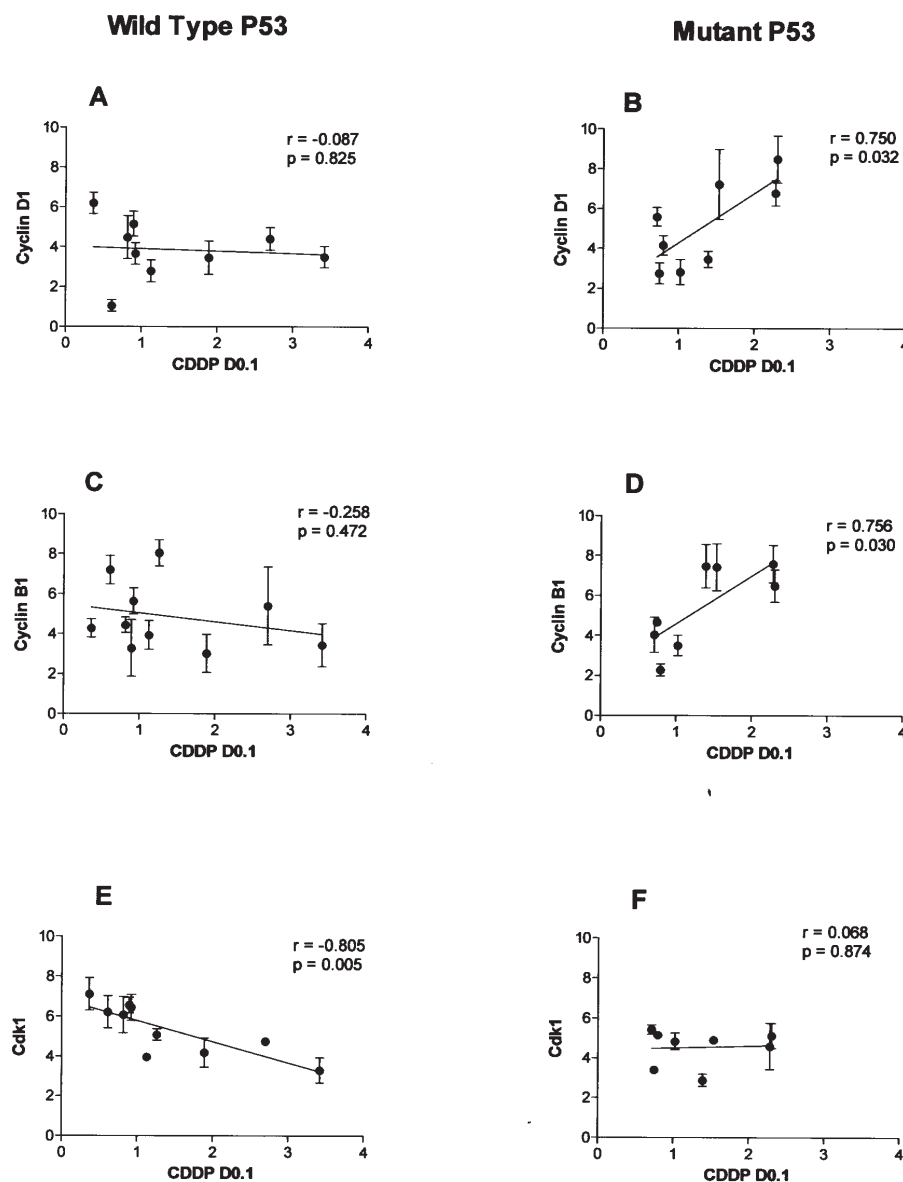 Wild Type P53
Mutant P53
A
r = -0.087
p = 0.825
10
8
6
4
2
0
Cyclin D1
0 1 2 3 4
CDDP D0.1
B
r = 0.750
p = 0.032
10
8
6
4
2
0
Cyclin D1
0 1 2 3 4
CDDP D0.1
C
r = -0.258
p = 0.472
10
8
6
4
2
0
Cyclin B1
0 1 2 3 4
CDDP D0.1
D
r = 0.756
p = 0.030
10
8
6
4
2
0
Cyclin B1
0 1 2 3 4
CDDP D0.1
E
r = -0.805
p = 0.005
10
8
6
4
2
0
Cdk1
0 1 2 3 4
CDDP D0.1
F
r = 0.068
p = 0.874
10
8
6
4
2
0
Cdk1
0 1 2 3 4
CDDP D0.1